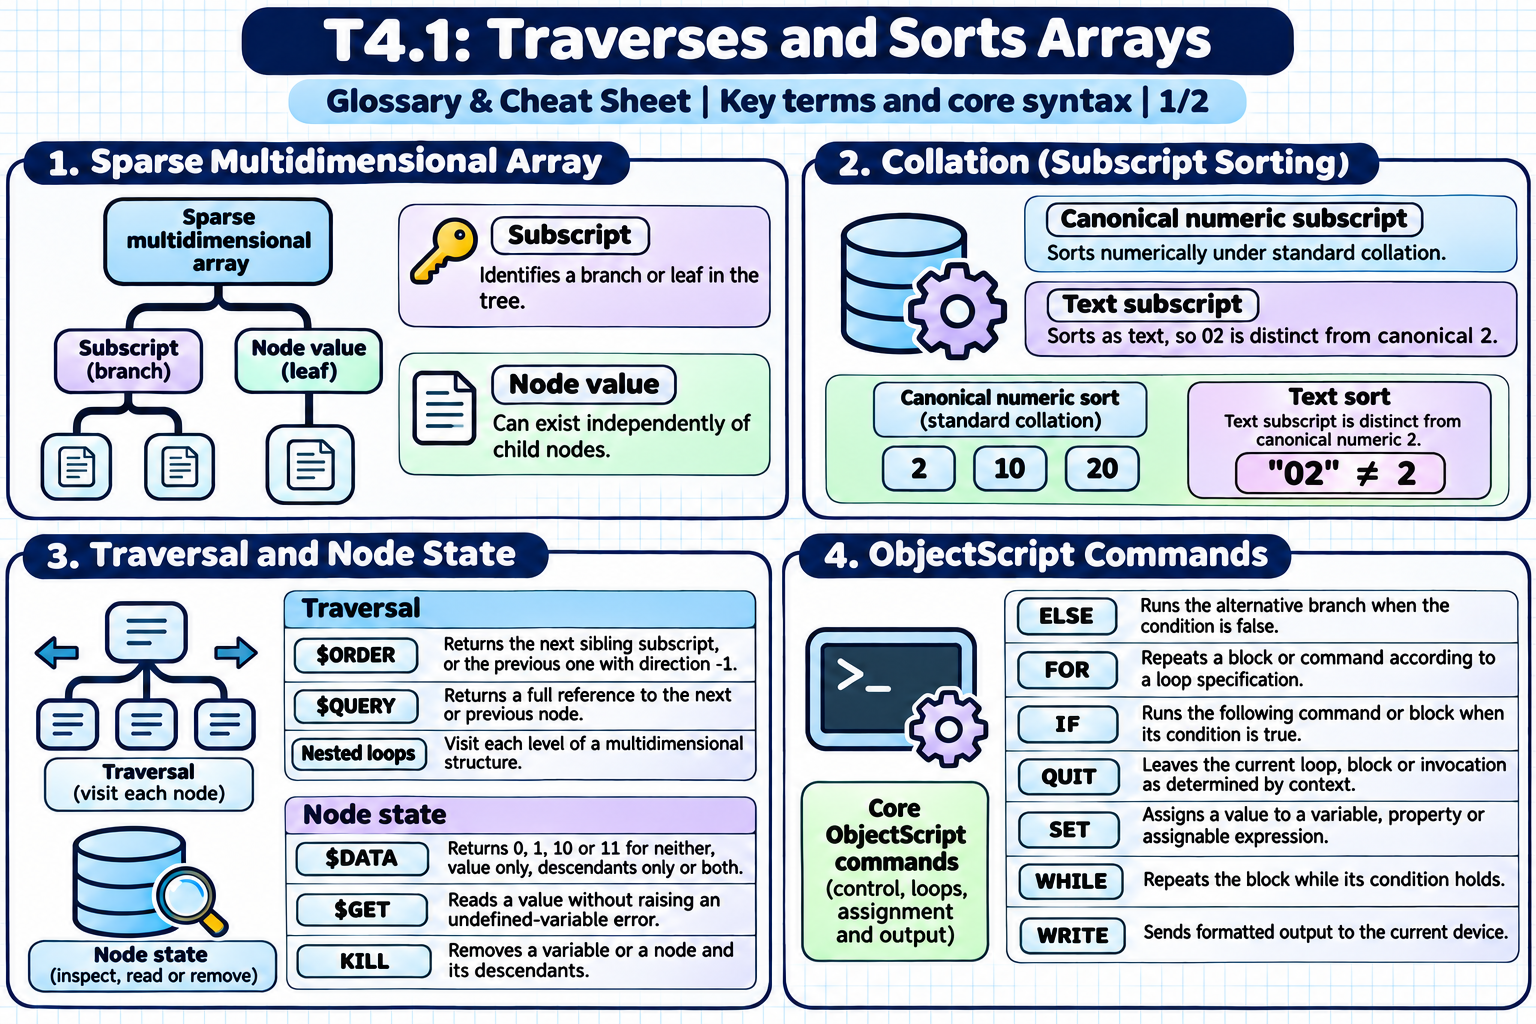 T4.1: Traverses and Sorts Arrays
Glossary & Cheat Sheet | Key terms and core syntax | 1/2
1. Sparse Multidimensional Array
Sparse
multidimensional
array
Subscript
(branch)
Node value
(leaf)
Subscript
Identifies a branch or leaf in the
tree.
Node value
Can exist independently of
child nodes.
2. Collation (Subscript Sorting)
Canonical numeric subscript
Sorts numerically under standard collation.
Text subscript
Sorts as text, so 02 is distinct from canonical 2.
Canonical numeric sort
(standard collation)
2 10 20
Text sort
Text subscript is distinct from
canonical numeric 2.
"02" ≠ 2
3. Traversal and Node State
Traversal
(visit each node)
Node state
(inspect, read or remove)
Traversal
$ORDER
Returns the next sibling subscript,
or the previous one with direction -1.
$QUERY
Returns a full reference to the next
or previous node.
Nested loops
Visit each level of a multidimensional
structure.
Node state
$DATA
Returns 0, 1, 10 or 11 for neither,
value only, descendants only or both.
$GET
Reads a value without raising an
undefined-variable error.
KILL
Removes a variable or a node and
its descendants.
4. ObjectScript Commands
>_
Core
ObjectScript
commands
(control, loops,
assignment
and output)
ELSE
Runs the alternative branch when the
condition is false.
FOR
Repeats a block or command according to
a loop specification.
IF
Runs the following command or block when
its condition is true.
QUIT
Leaves the current loop, block or invocation
as determined by context.
SET
Assigns a value to a variable, property or
assignable expression.
WHILE
Repeats the block while its condition holds.
WRITE
Sends formatted output to the current device.